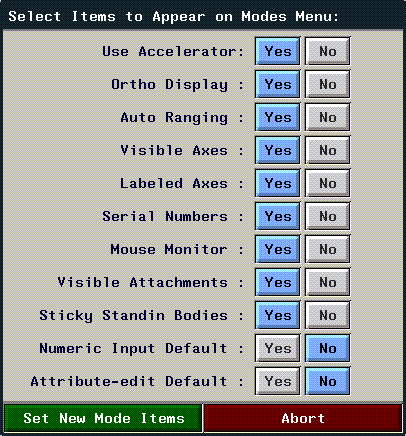 Select Items to Appear on Modes Menu:
Use Accelerator: Yes No
Ortho Display : Yes No
Auto Ranging : Yes No
Visible Axes : Yes No
Labeled Axes : Yes No
Serial Numbers : Yes No
Mouse Monitor : Yes No
Visible Attachments : Yes No
Sticky Standin Bodies : Yes No
Numeric Input Default : Yes No
Attribute-edit Default : Yes No
Set New Mode Items Abort